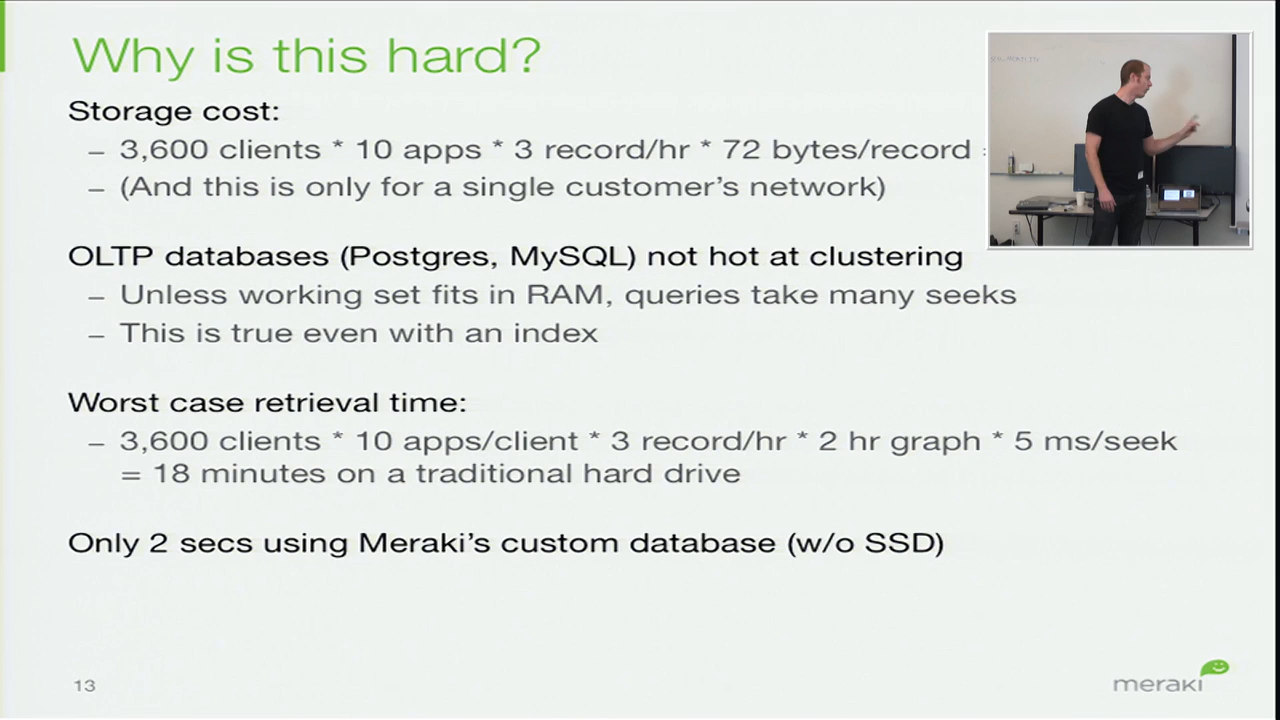 Why is this hard?
Storage cost:
– 3,600 clients * 10 apps * 3 record/hr * 72 bytes/record
– (And this is only for a single customer's network)
OLTP databases (Postgres, MySQL) not hot at clustering
– Unless working set fits in RAM, queries take many seeks
– This is true even with an index
Worst case retrieval time:
– 3,600 clients * 10 apps/client * 3 record/hr * 2 hr graph * 5 ms/seek
= 18 minutes on a traditional hard drive
Only 2 secs using Meraki's custom database (w/o SSD)
13
meraki